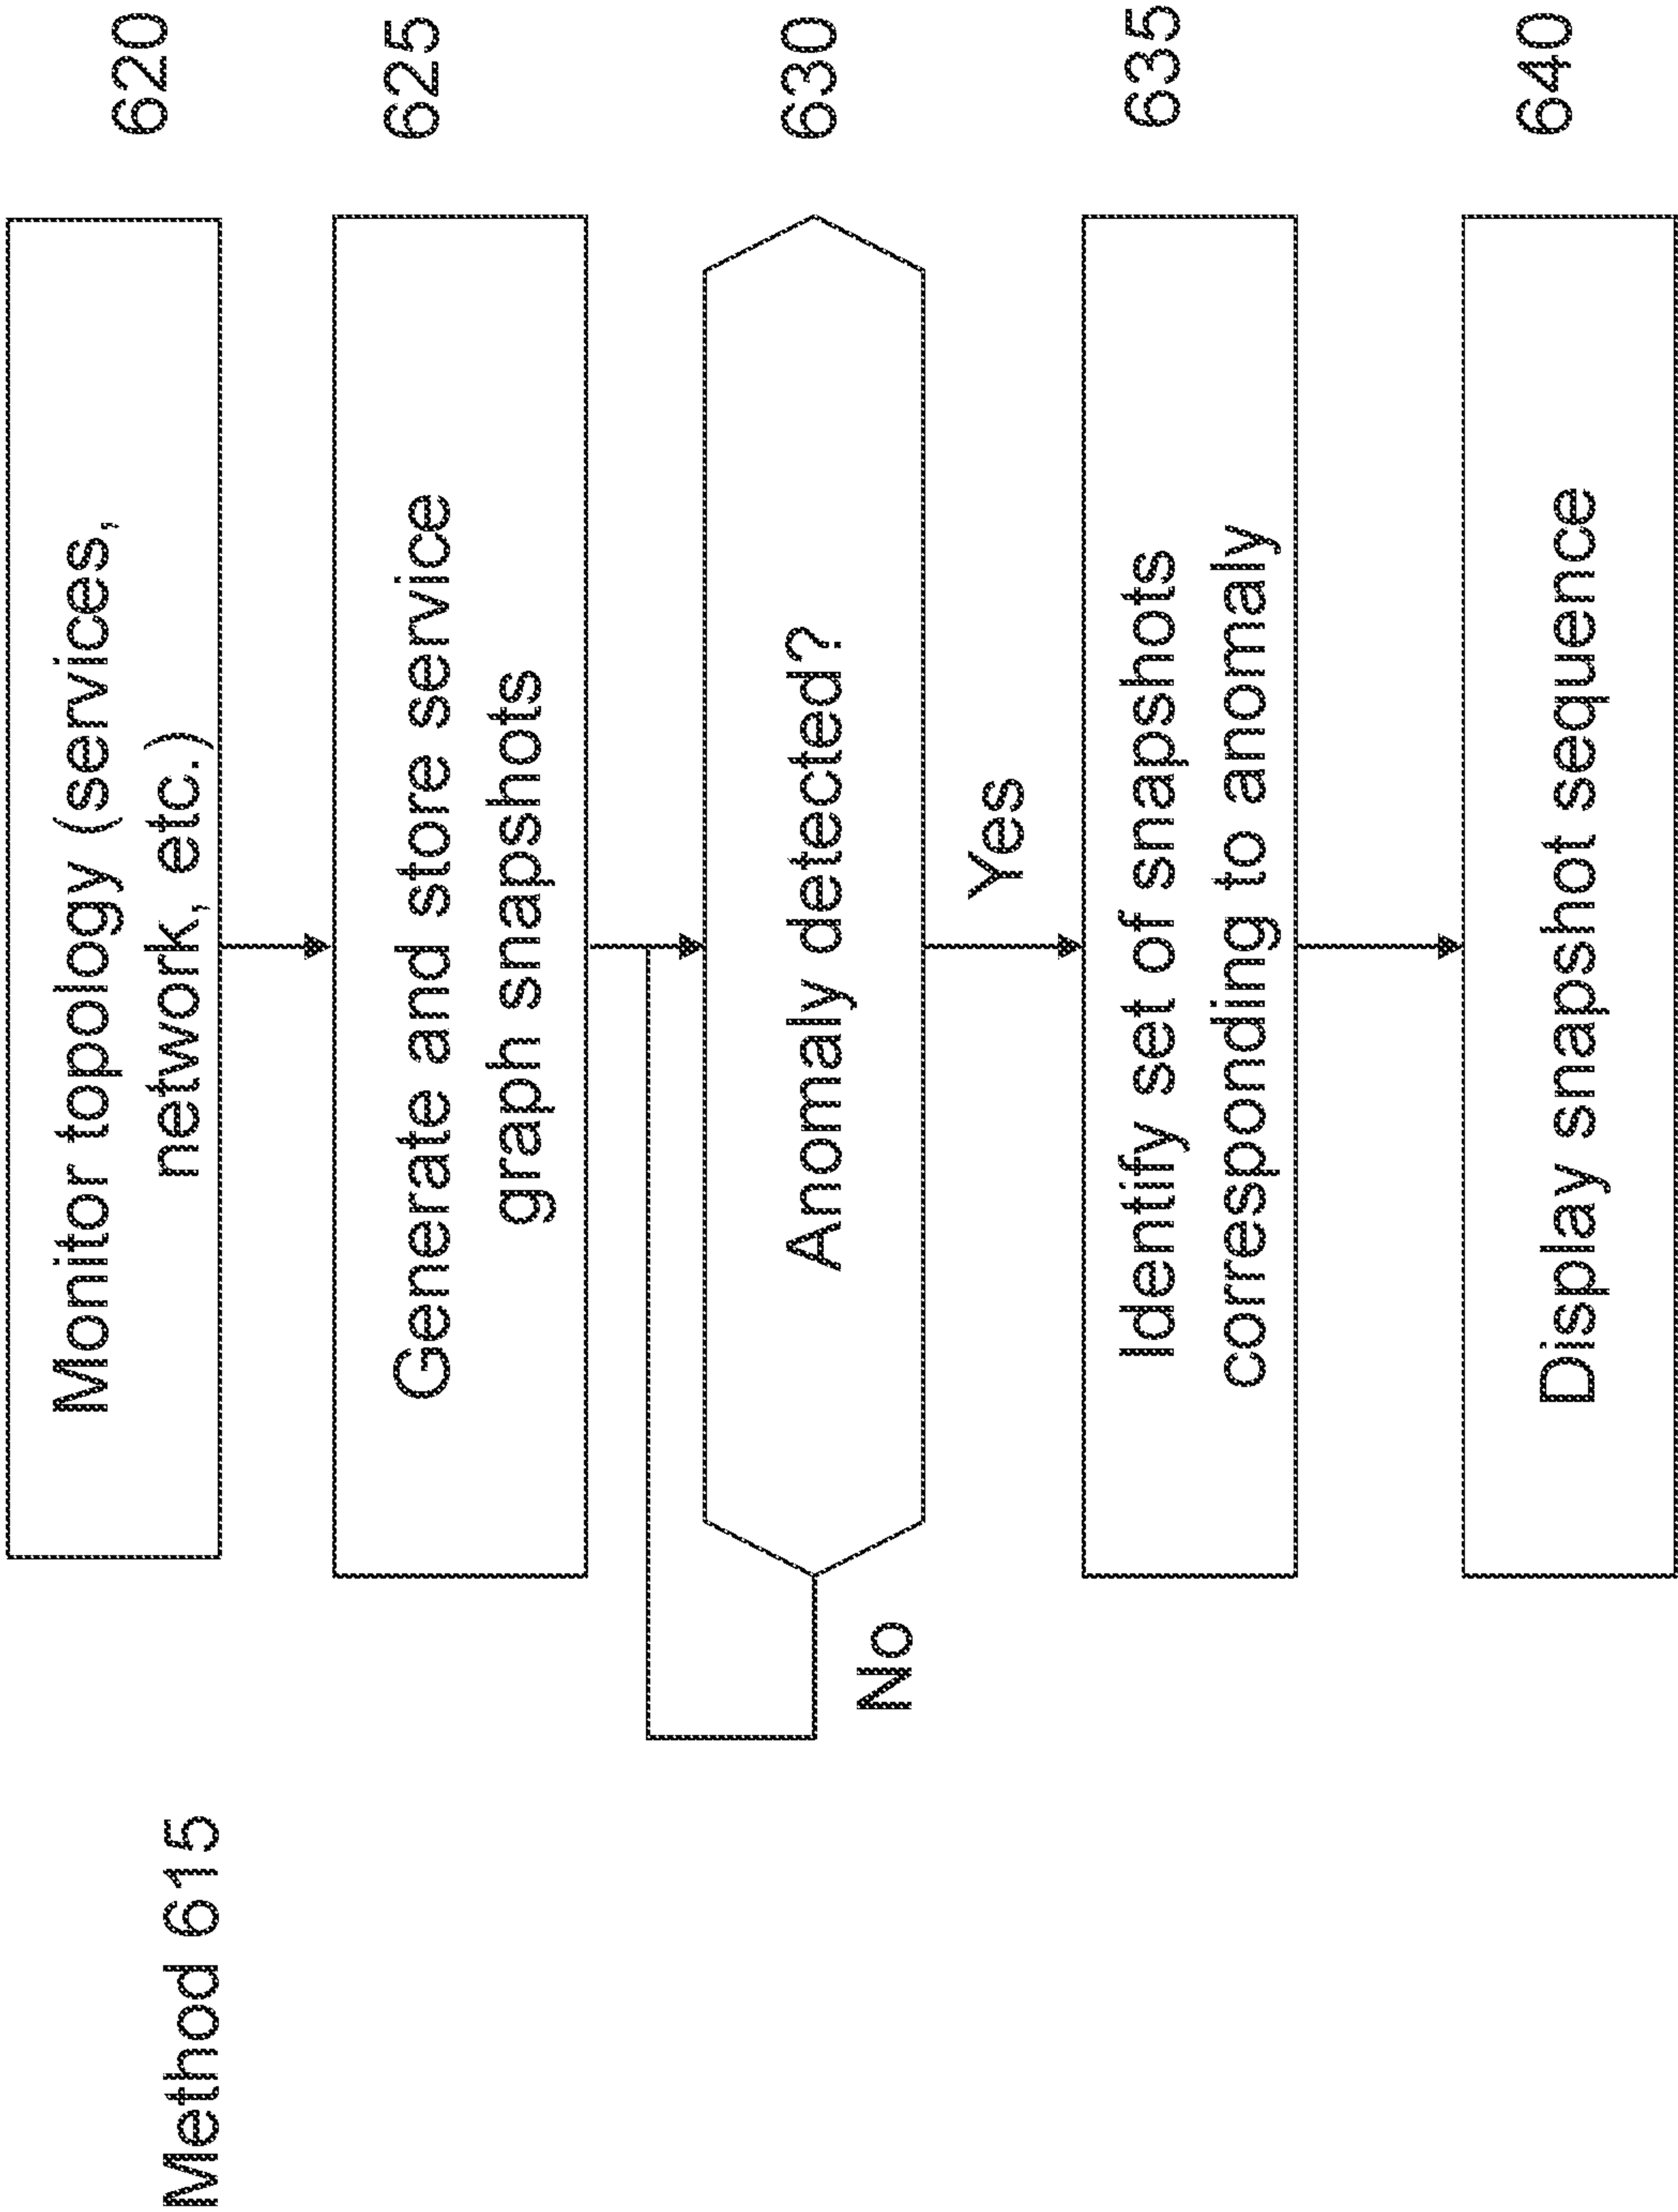 Method 615
Monitor topology (services,
network, etc.)
620
Generate and store service
graph snapshots
625
Anomaly detected?
630
No
Yes
Identify set of snapshots
corresponding to anomaly
635
Display snapshot sequence
640